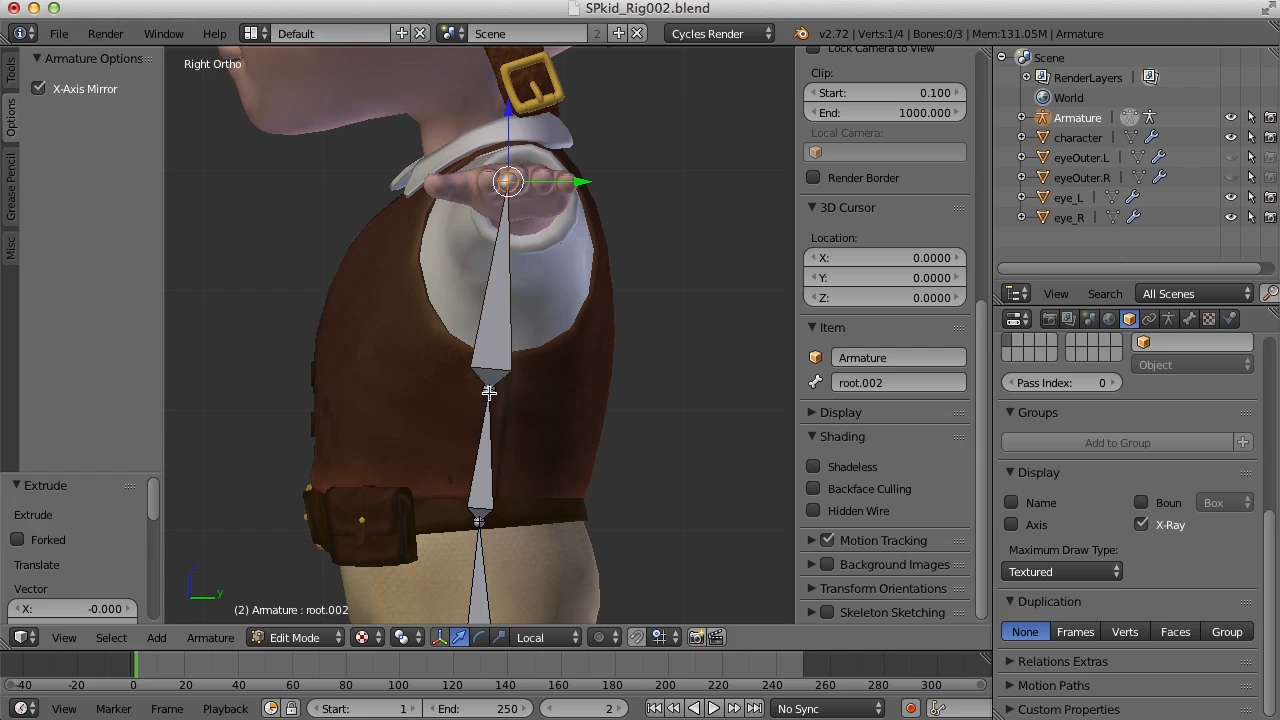 SPkid_Rig002.blend
File Render Window Help Default Scene 2 Cycles Render v2.72 | Verts:1/4 | Bones:0/3 | Mem:131.05M | Armature
Tools
Options
Grease Pencil
Misc
Armature Options
X-Axis Mirror
Extrude
Extrude
Forked
Translate
Vector
X: -0.000
Right Ortho
z
y
(2) Armature : root.002
Lock Camera to View
Clip:
Start: 0.100
End: 1000.000
Local Camera:
Render Border
3D Cursor
Location:
X: 0.0000
Y: 0.0000
Z: 0.0000
Item
Armature
root.002
Display
Shading
Shadeless
Backface Culling
Hidden Wire
Motion Tracking
Background Images
Transform Orientations
Skeleton Sketching
Scene
RenderLayers
World
Armature
character
eyeOuter.L
eyeOuter.R
eye_L
eye_R
View Search All Scenes
Object
Pass Index: 0
Groups
Add to Group
Display
Name Boun Box
Axis X-Ray
Maximum Draw Type:
Textured
Duplication
None Frames Verts Faces Group
Relations Extras
Motion Paths
Custom Properties
View Select Add Armature Edit Mode Local
-40 -20 0 20 40 60 80 100 120 140 160 180 200 220 240 260 280 300
View Marker Frame Playback Start: 1 End: 250 2 No Sync